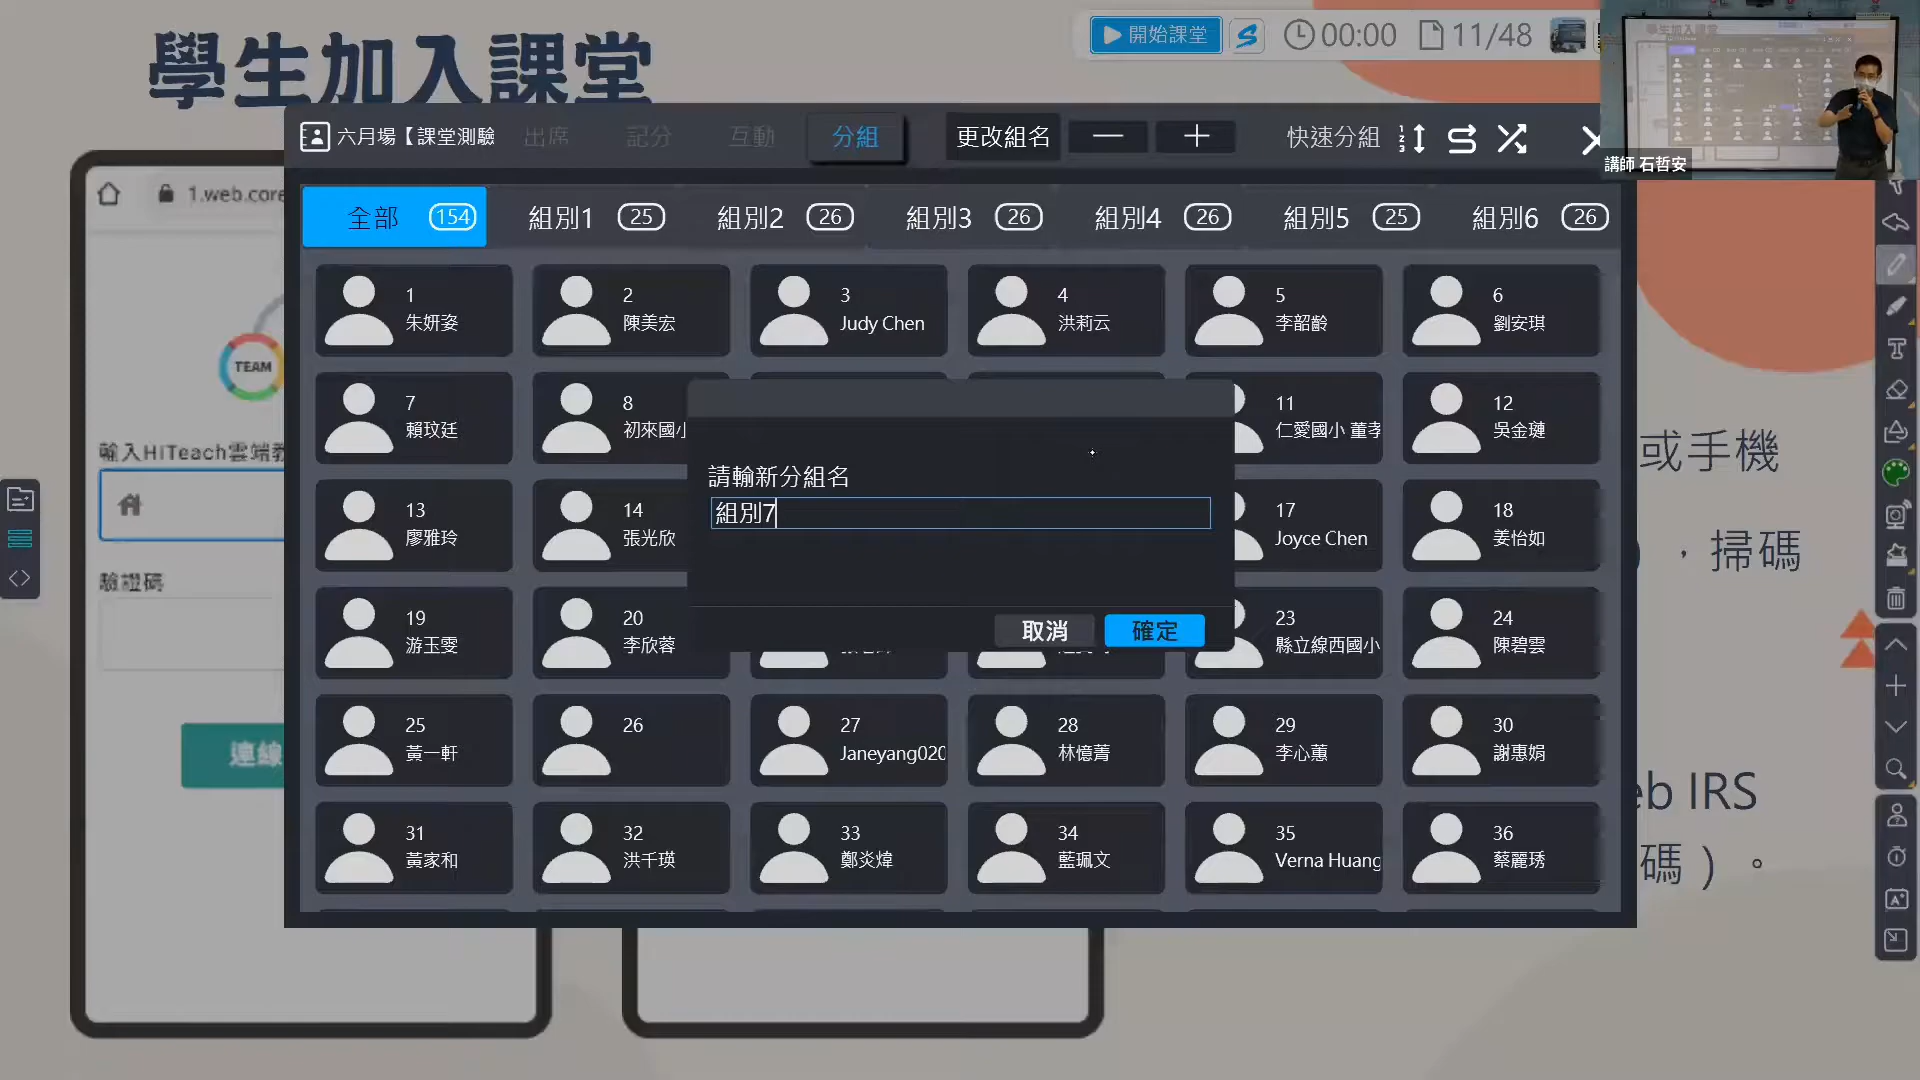 學生加入課堂
開始課堂
00:00
11/48
六月場【課堂測驗
出席
記分
互動
分組
更改組名
快速分組
講師 石哲安
1.web.core
全部 154
組別1 25
組別2 26
組別3 26
組別4 26
組別5 25
組別6 26
1
朱妍姿
2
陳美宏
3
Judy Chen
4
洪莉云
5
李韶齡
6
劉安琪
TEAM
7
賴玟廷
8
初來國小
11
仁愛國小 董孝
12
吳金璉
輸入HiTeach雲端教
或手機
請輸新分組名
組別7
13
廖雅玲
14
張光欣
17
Joyce Chen
18
姜怡如
，掃碼
驗證碼
19
游玉雯
20
李欣蓉
23
縣立線西國小
24
陳碧雲
取消
確定
連線
25
黃一軒
26
27
Janeyang020
28
林憶菁
29
李心蕙
30
謝惠娟
eb IRS
31
黃家和
32
洪千瑛
33
鄭炎煒
34
藍珮文
35
Verna Huang
36
蔡麗琇
碼）。